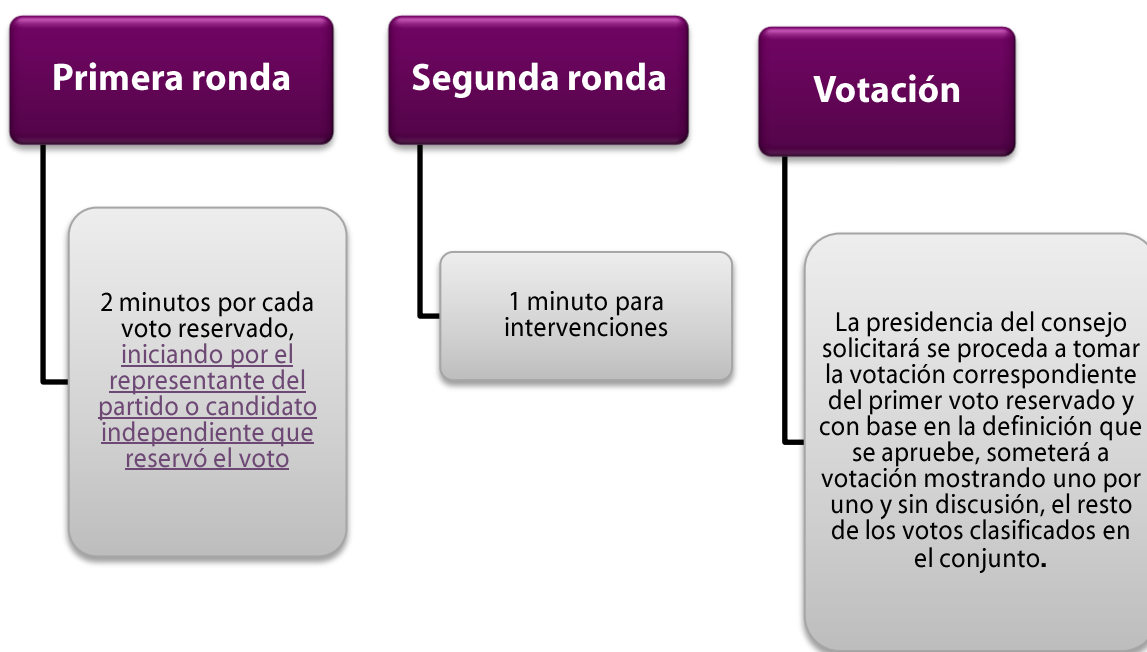 Primera ronda
2 minutos por cada
voto reservado,
iniciando por el
representante del
partido o candidato
independiente que
reservó el voto
Segunda ronda
1 minuto para
intervenciones
Votación
La presidencia del consejo
solicitará se proceda a tomar
la votación correspondiente
del primer voto reservado y
con base en la definición que
se apruebe, someterá a
votación mostrando uno por
uno y sin discusión, el resto
de los votos clasificados en
el conjunto.